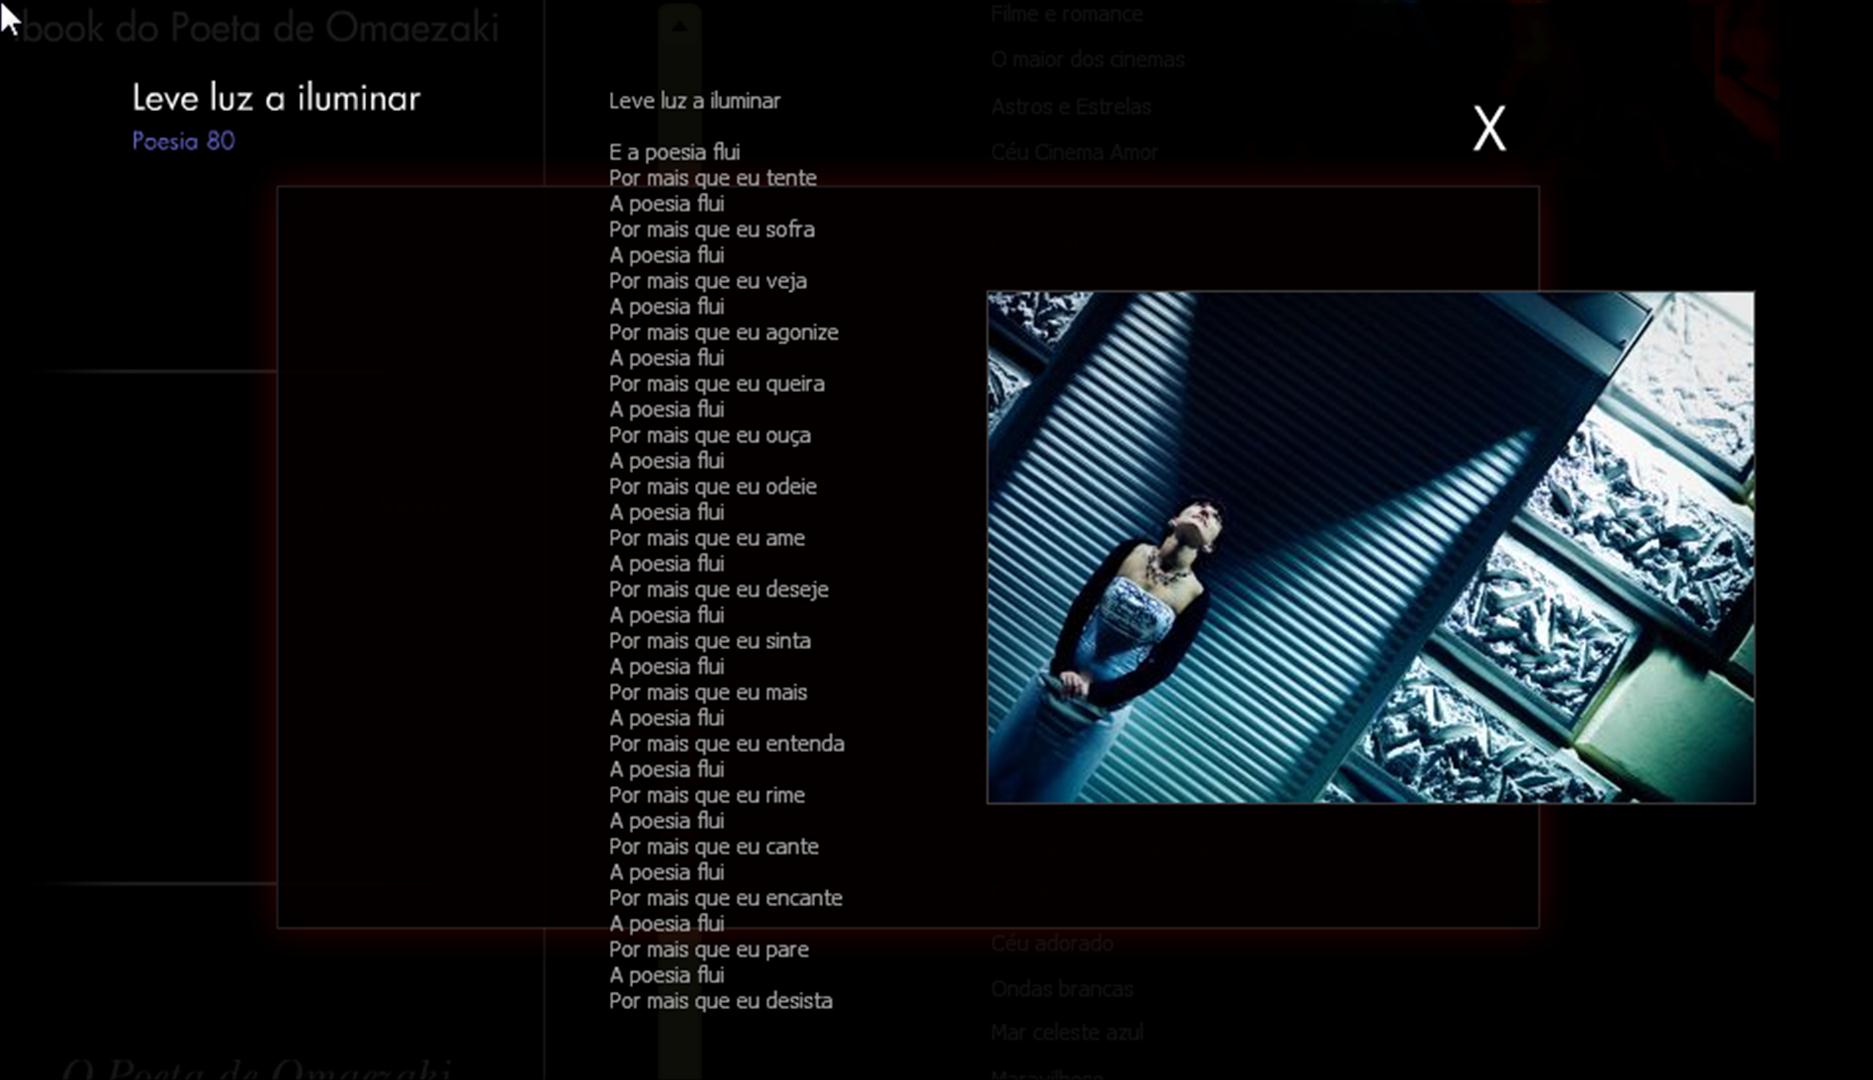 book do Poeta de Omaezaki
Leve luz a iluminar
Poesia 80
Leve luz a iluminar
E a poesia flui
Por mais que eu tente
A poesia flui
Por mais que eu sofra
A poesia flui
Por mais que eu veja
A poesia flui
Por mais que eu agonize
A poesia flui
Por mais que eu queira
A poesia flui
Por mais que eu ouça
A poesia flui
Por mais que eu odeie
A poesia flui
Por mais que eu ame
A poesia flui
Por mais que eu deseje
A poesia flui
Por mais que eu sinta
A poesia flui
Por mais que eu mais
A poesia flui
Por mais que eu entenda
A poesia flui
Por mais que eu rime
A poesia flui
Por mais que eu cante
A poesia flui
Por mais que eu encante
A poesia flui
Por mais que eu pare
A poesia flui
Por mais que eu desista
Filme e romance
O maior dos cinemas
Astros e Estrelas
Céu Cinema Amor
X
Céu adorado
Ondas brancas
Mar celeste azul
O Poeta de Omaezaki